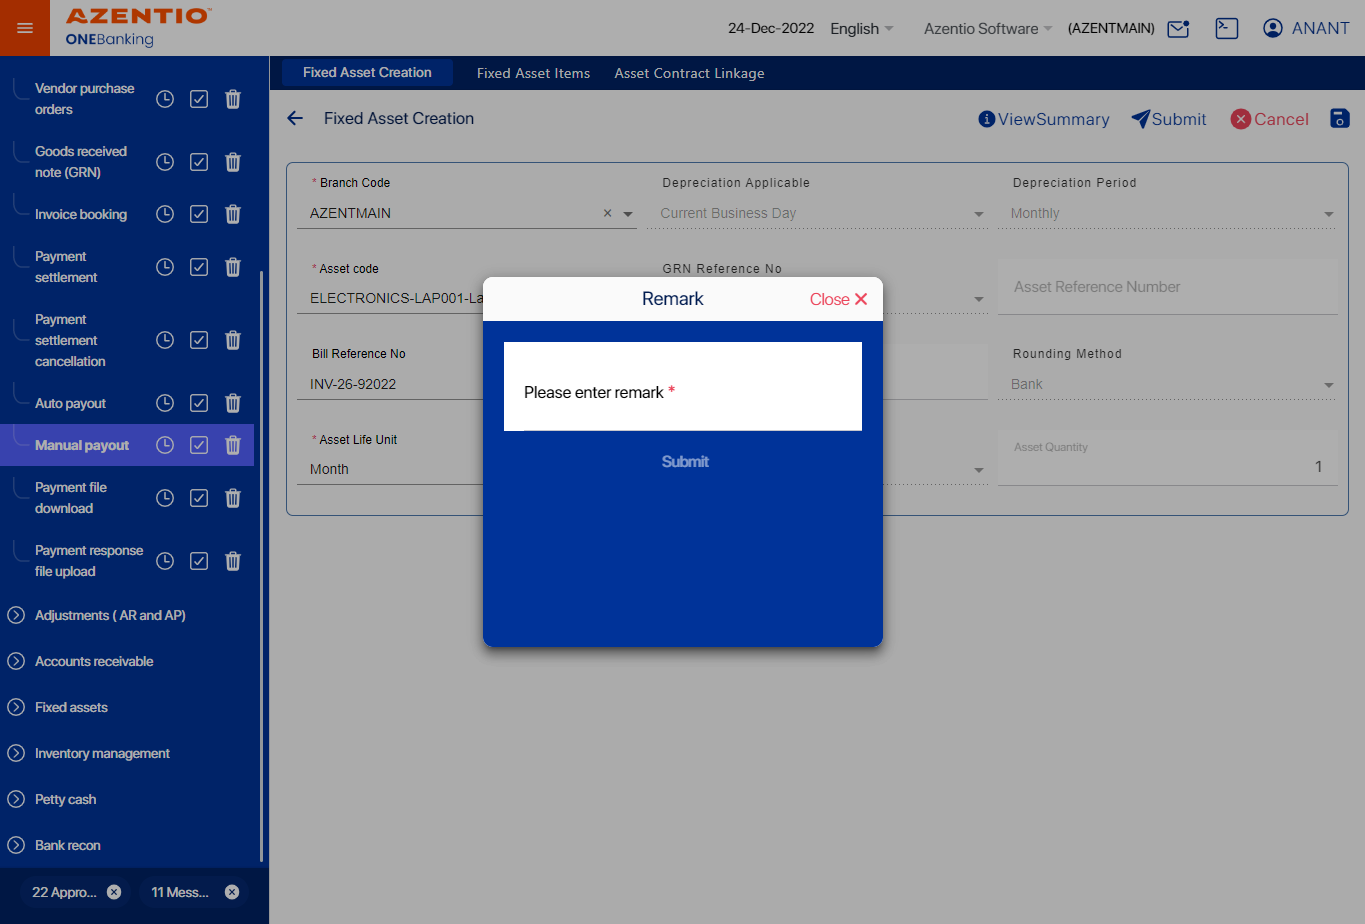 AZENTIO™
ONEBanking
24-Dec-2022 English Azentio Software (AZENTMAIN) ANANT
Vendor purchase
orders
Goods received
note (GRN)
Invoice booking
Payment
settlement
Payment
settlement
cancellation
Auto payout
Manual payout
Payment file
download
Payment response
file upload
Adjustments ( AR and AP)
Accounts receivable
Fixed assets
Inventory management
Petty cash
Bank recon
22 Appro...
11 Mess...
Fixed Asset Creation Fixed Asset Items Asset Contract Linkage
Fixed Asset Creation
ViewSummary Submit Cancel
* Branch Code
AZENTMAIN
Depreciation Applicable
Current Business Day
Depreciation Period
Monthly
* Asset code
ELECTRONICS-LAP001-La
GRN Reference No
Asset Reference Number
Bill Reference No
INV-26-92022
Rounding Method
Bank
* Asset Life Unit
Month
Asset Quantity
1
Remark
Close
Please enter remark *
Submit